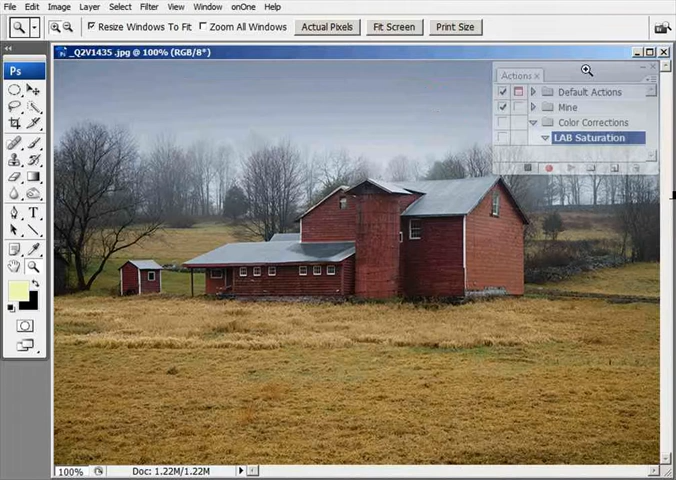 File Edit Image Layer Select Filter View Window onOne Help
Resize Windows To Fit Zoom All Windows Actual Pixels Fit Screen Print Size
_Q2V1435 .jpg @ 100% (RGB/8*)
Ps
Actions x
Default Actions
Mine
Color Corrections
LAB Saturation
T
100% Doc: 1.22M/1.22M